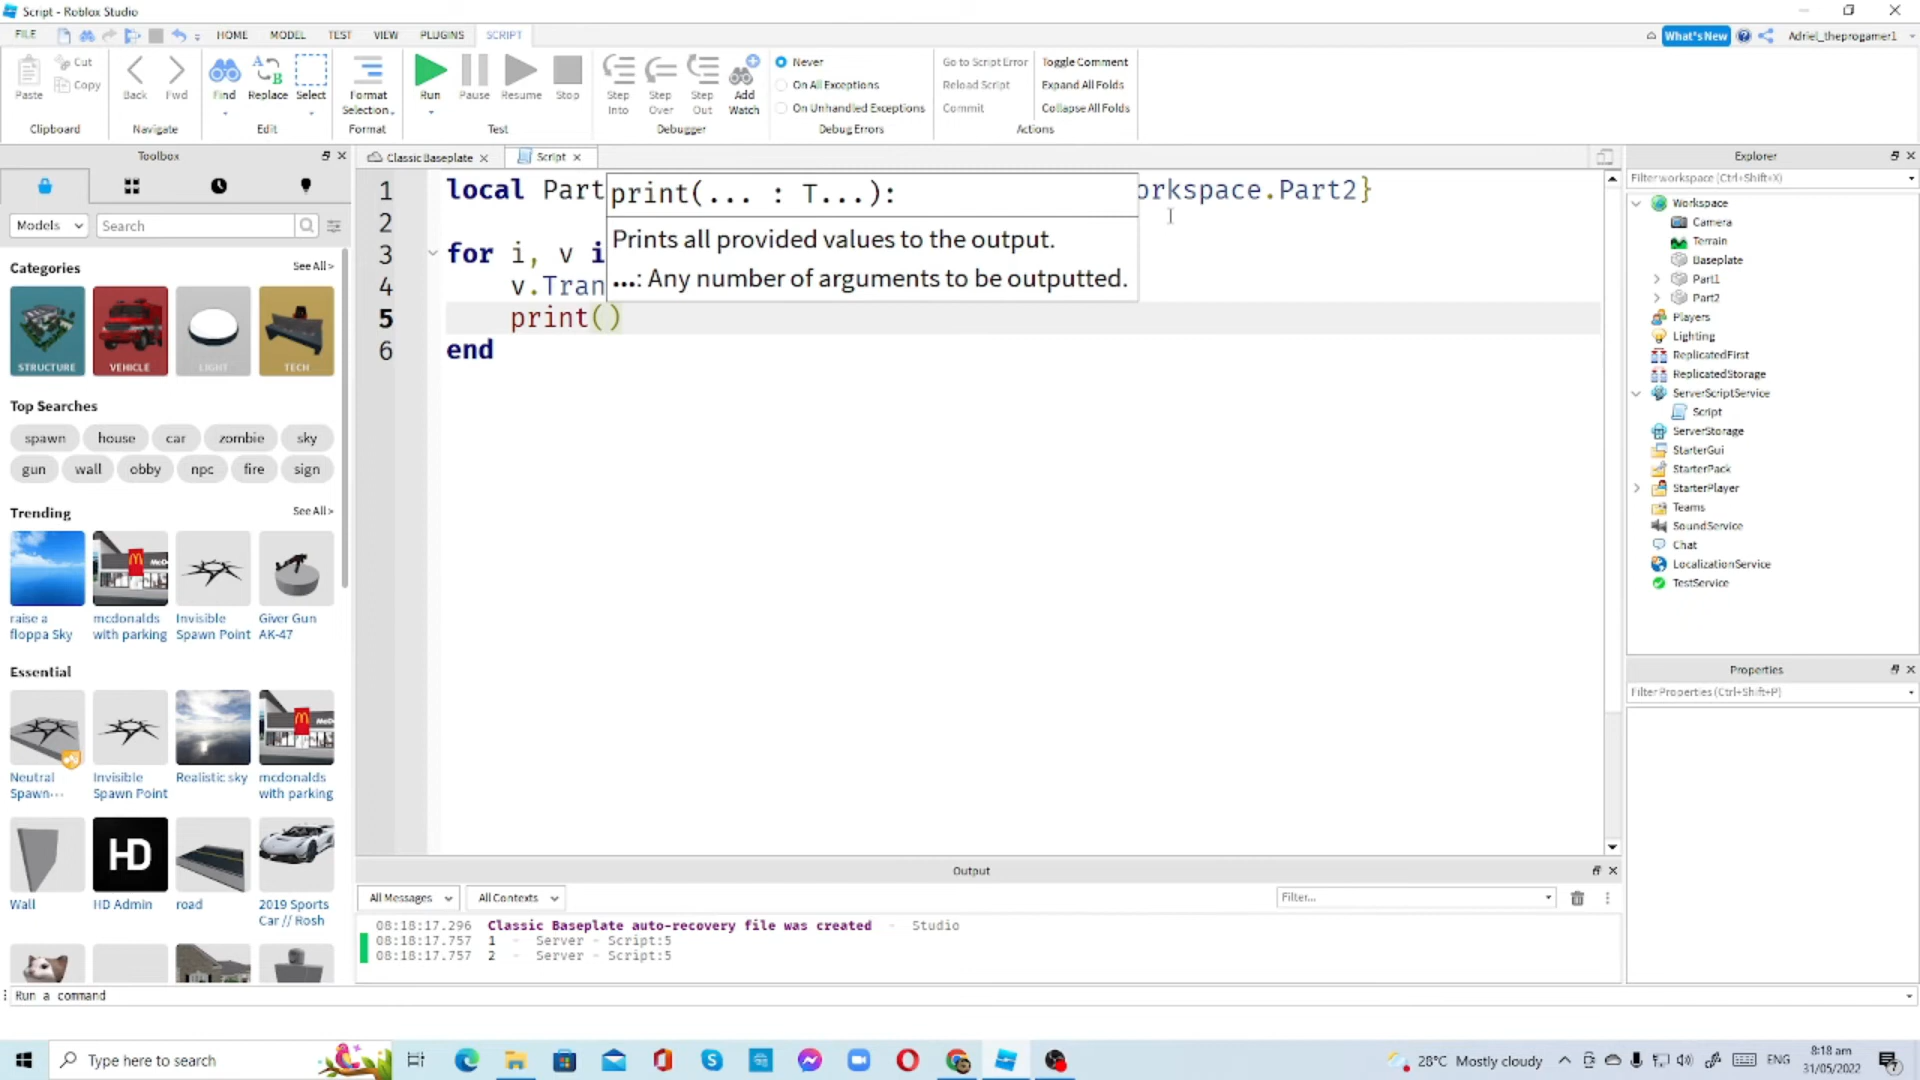 Script - Roblox Studio
FILE HOME MODEL TEST VIEW PLUGINS SCRIPT
What's New Adriel_theprogamer1
Paste Cut Copy
Clipboard
Back Fwd
Navigate
Find Replace Select
Edit
Format Selection
Format
Run Pause Resume Stop
Test
Step Into Step Over Step Out Add Watch
Debugger
Never
On All Exceptions
On Unhandled Exceptions
Debug Errors
Go to Script Error Toggle Comment
Reload Script Expand All Folds
Commit Collapse All Folds
Actions
Toolbox
Models Search
Categories See All >
STRUCTURE VEHICLE LIGHT TECH
Top Searches
spawn house car zombie sky
gun wall obby npc fire sign
Trending See All >
raise a floppa Sky
mcdonalds with parking
Invisible Spawn Point
Giver Gun AK-47
Essential
Neutral Spawn...
Invisible Spawn Point
Realistic sky
mcdonalds with parking
Wall
HD
HD Admin
road
2019 Sports Car // Rosh
Classic Baseplate Script
1 local Part orkspace.Part2}
2
3 for i, v i
4 v.Tran
5 print()
6 end
print(... : T...):
Prints all provided values to the output.
...: Any number of arguments to be outputted.
Output
All Messages All Contexts Filter...
08:18:17.296 Classic Baseplate auto-recovery file was created - Studio
08:18:17.757 1 - Server - Script:5
08:18:17.757 2 - Server - Script:5
Run a command
Explorer
Filter workspace (Ctrl+Shift+X)
Workspace
Camera
Terrain
Baseplate
Part1
Part2
Players
Lighting
ReplicatedFirst
ReplicatedStorage
ServerScriptService
Script
ServerStorage
StarterGui
StarterPack
StarterPlayer
Teams
SoundService
Chat
LocalizationService
TestService
Properties
Filter Properties (Ctrl+Shift+P)
Type here to search
28°C Mostly cloudy ENG
8:18 am
31/05/2022